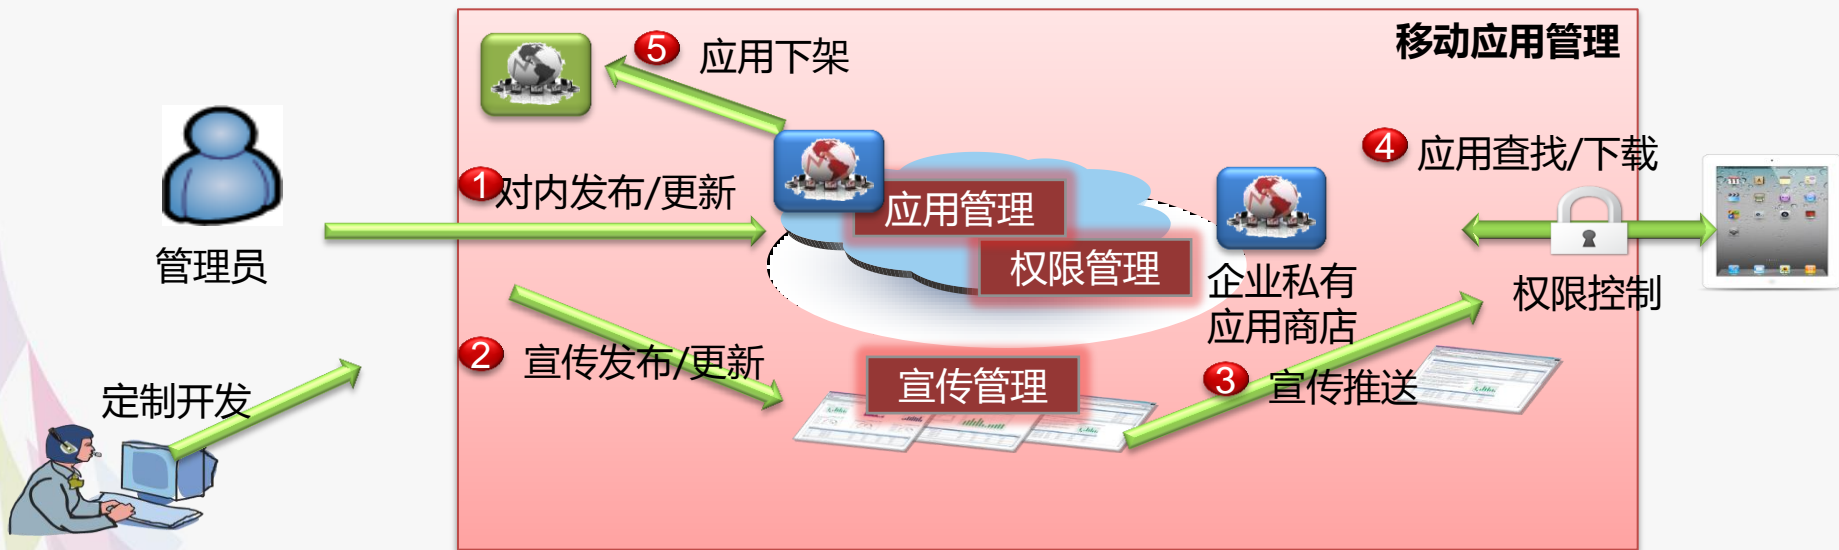 移动应用管理
5 应用下架
4 应用查找/下载
1 对内发布/更新
应用管理
管理员
权限管理
企业私有
应用商店
权限控制
2 宣传发布/更新
宣传管理
3 宣传推送
定制开发